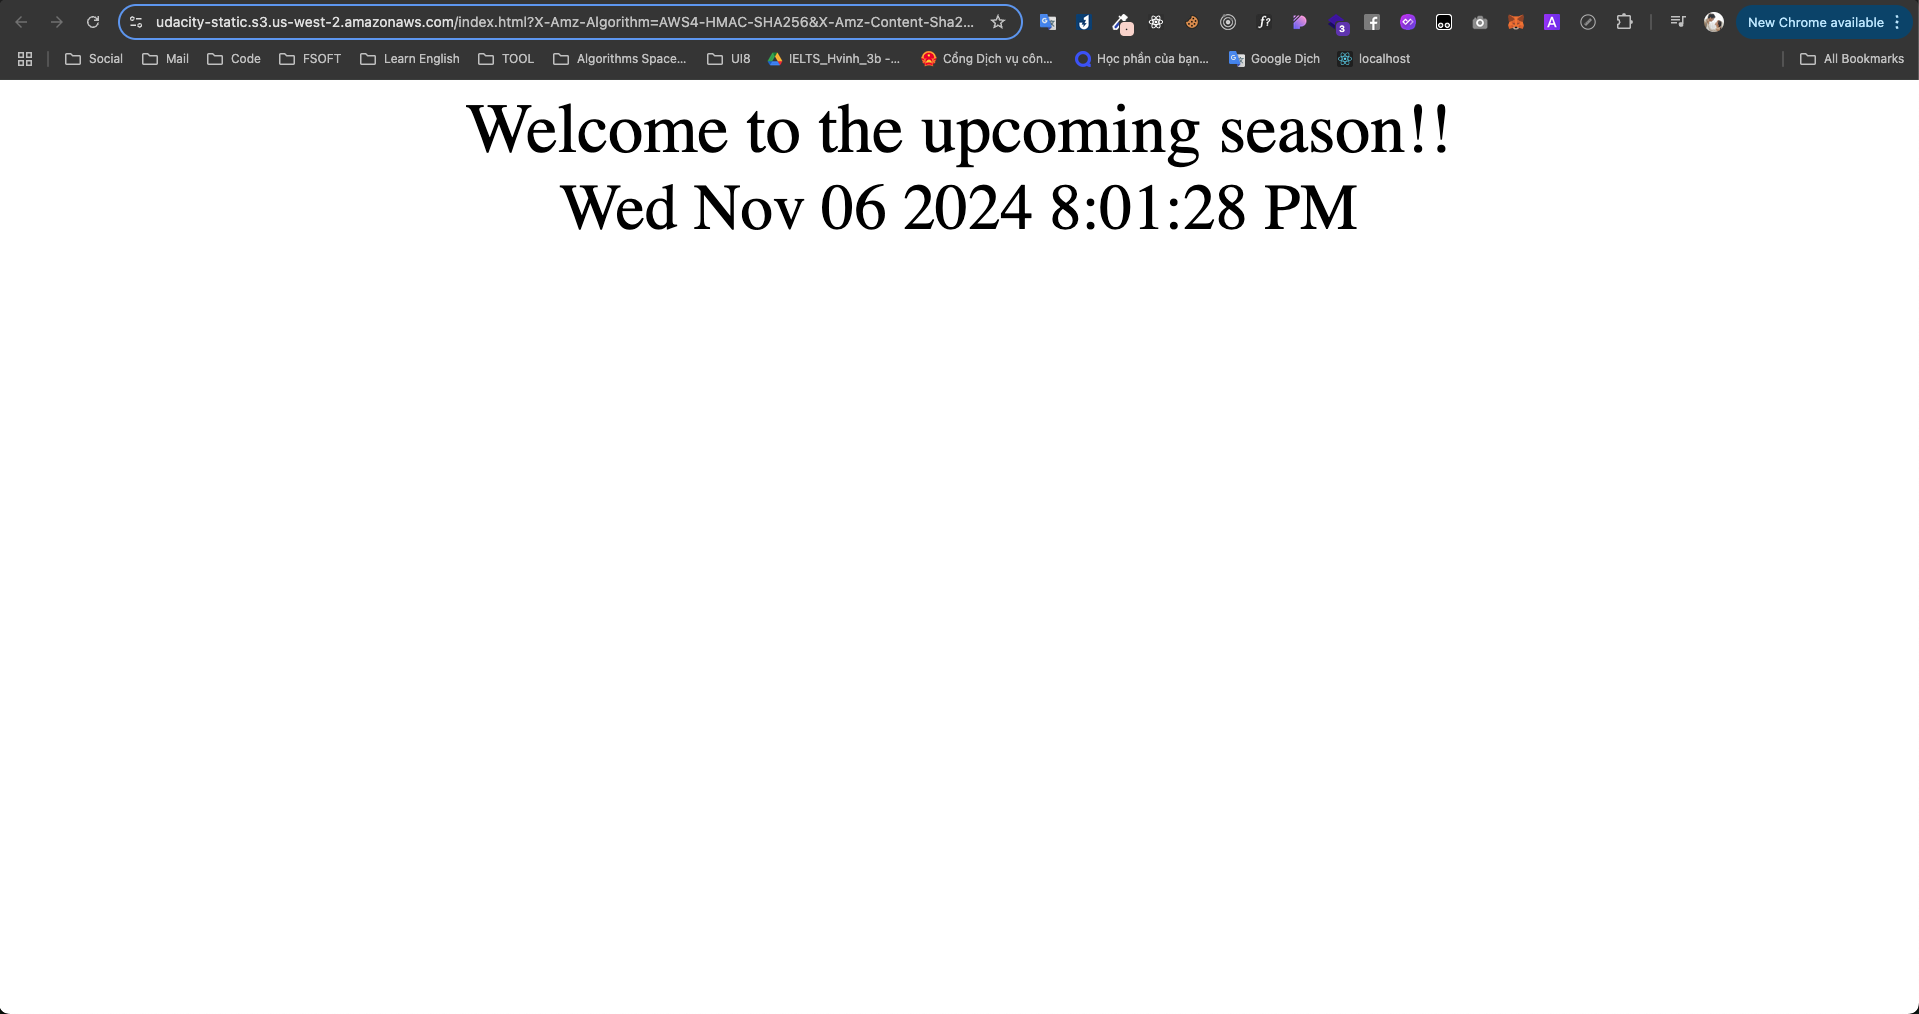 udacity-static.s3.us-west-2.amazonaws.com/index.html?X-Amz-Algorithm=AWS4-HMAC-SHA256&X-Amz-Content-Sha2...
f?
3
A
New Chrome available
Social
Mail
Code
FSOFT
Learn English
TOOL
Algorithms Space...
UI8
IELTS_Hvinh_3b -...
Cổng Dịch vụ côn...
Học phần của bạn...
Google Dịch
localhost
All Bookmarks
Welcome to the upcoming season!!
Wed Nov 06 2024 8:01:28 PM